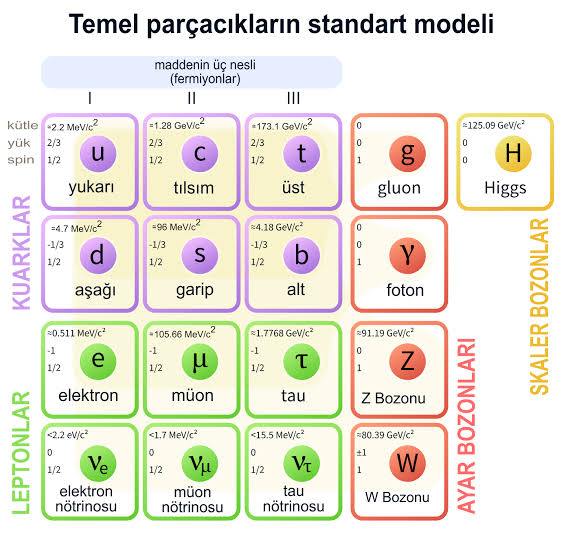 Temel parçacıkların standart modeli
maddenin üç nesli
(fermiyonlar)
I II III
kütle
yük
spin
≈2.2 MeV/c²
2/3
1/2
u
yukarı
≈1.28 GeV/c²
2/3
1/2
c
tılsım
≈173.1 GeV/c²
2/3
1/2
t
üst
0
0
1
g
gluon
≈125.09 GeV/c²
0
0
H
Higgs
KUARKLAR
≈4.7 MeV/c²
-1/3
1/2
d
aşağı
≈96 MeV/c²
-1/3
1/2
s
garip
≈4.18 GeV/c²
-1/3
1/2
b
alt
0
0
1
γ
foton
SKALER BOZONLAR
≈0.511 MeV/c²
-1
1/2
e
elektron
≈105.66 MeV/c²
-1
1/2
μ
müon
≈1.7768 GeV/c²
-1
1/2
τ
tau
≈91.19 GeV/c²
0
1
Z
Z Bozonu
LEPTONLAR
<2.2 eV/c²
0
1/2
νe
elektron
nötrinosu
<1.7 MeV/c²
0
1/2
νμ
müon
nötrinosu
<15.5 MeV/c²
0
1/2
ντ
tau
nötrinosu
≈80.39 GeV/c²
±1
1
W
W Bozonu
AYAR BOZONLARI